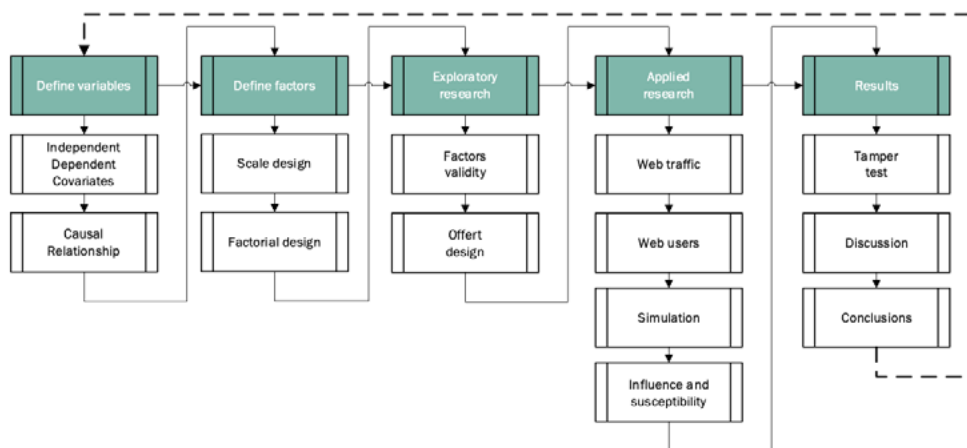 Define variables
Define factors
Exploratory
research
Applied
research
Results
Independent
Dependent
Covariates
Causal
Relationship
Scale design
Factorial design
Factors
validity
Offert
design
Web traffic
Web users
Simulation
Influence and
susceptibility
Tamper
test
Discussion
Conclusions